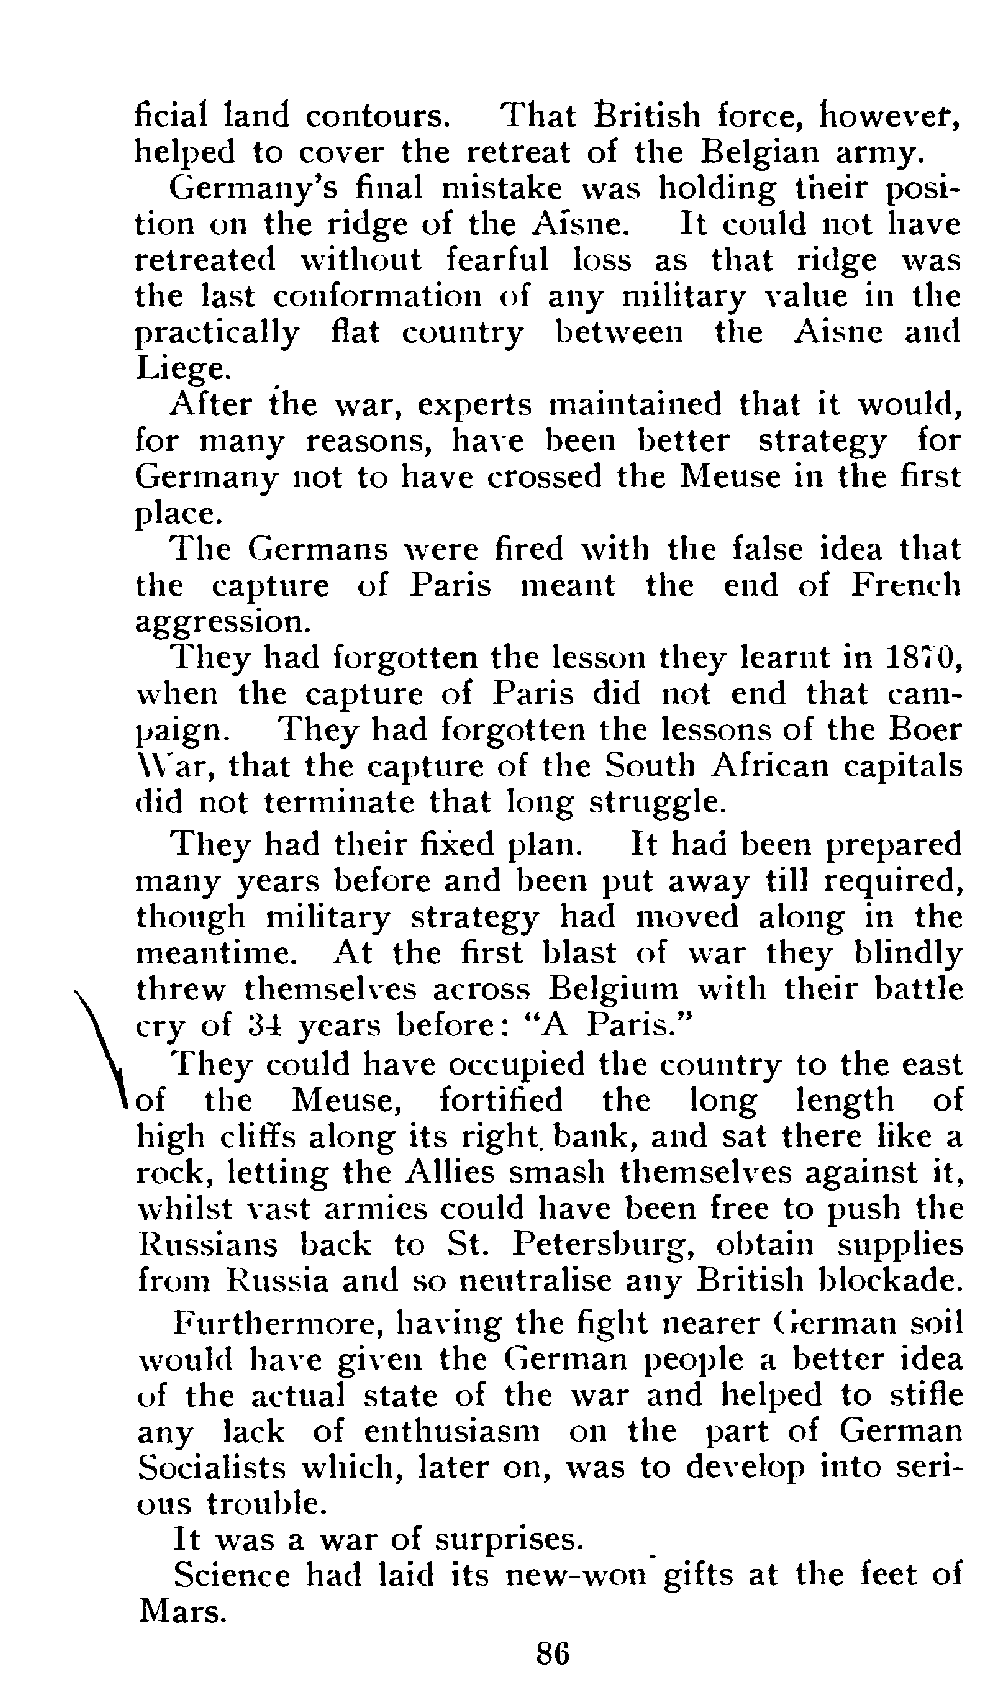 ficial land contours. That British force, however,
helped to cover the retreat of the Belgian army.
Germany's final mistake was holding their posi-
tion on the ridge of the Aisne. It could not have
retreated without fearful loss as that ridge was
the last conformation of any military value in the
practically flat country between the Aisne and
Liege.
After the war, experts maintained that it would,
for many reasons, have been better strategy for
Germany not to have crossed the Meuse in the first
place.
The Germans were fired with the false idea that
the capture of Paris meant the end of French
aggression.
They had forgotten the lesson they learnt in 1870,
when the capture of Paris did not end that cam-
paign. They had forgotten the lessons of the Boer
War, that the capture of the South African capitals
did not terminate that long struggle.
They had their fixed plan. It had been prepared
many years before and been put away till required,
though military strategy had moved along in the
meantime. At the first blast of war they blindly
threw themselves across Belgium with their battle
cry of 34 years before: "A Paris."
They could have occupied the country to the east
of the Meuse, fortified the long length of
high cliffs along its right bank, and sat there like a
rock, letting the Allies smash themselves against it,
whilst vast armies could have been free to push the
Russians back to St. Petersburg, obtain supplies
from Russia and so neutralise any British blockade.
Furthermore, having the fight nearer German soil
would have given the German people a better idea
of the actual state of the war and helped to stifle
any lack of enthusiasm on the part of German
Socialists which, later on, was to develop into seri-
ous trouble.
It was a war of surprises.
Science had laid its new-won gifts at the feet of
Mars.
86